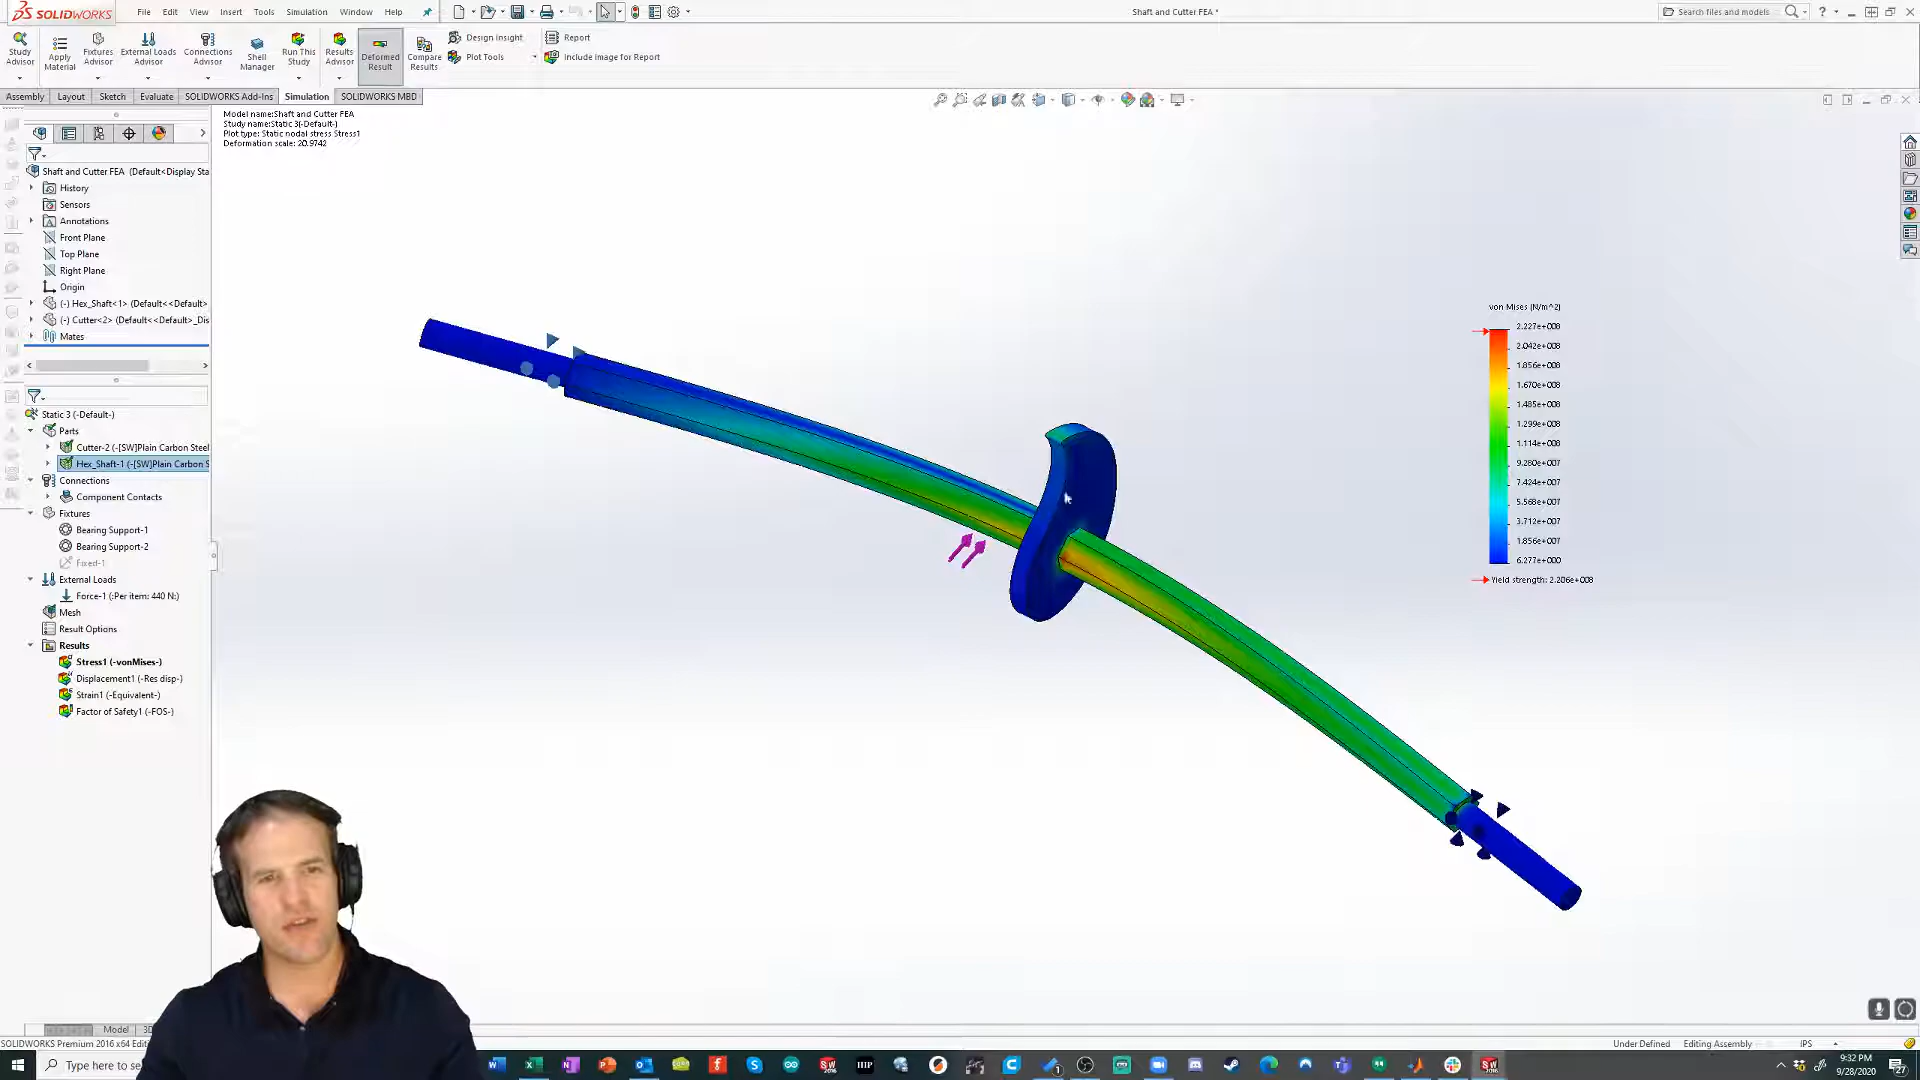 SOLIDWORKS
File Edit View Insert Tools Simulation Window Help
Shaft and Cutter FEA *
Search files and models
Study Advisor
Apply Material
Fixtures Advisor
External Loads Advisor
Connections Advisor
Shell Manager
Run This Study
Results Advisor
Deformed Result
Compare Results
Design Insight
Plot Tools
Report
Include Image for Report
Assembly Layout Sketch Evaluate SOLIDWORKS Add-Ins Simulation SOLIDWORKS MBD
Model name:Shaft and Cutter FEA
Study name:Static 3(-Default-)
Plot type: Static nodal stress Stress1
Deformation scale: 20.9742
Shaft and Cutter FEA (Default<Display Sta
History
Sensors
Annotations
Front Plane
Top Plane
Right Plane
Origin
(-) Hex_Shaft<1> (Default<<Default>
(-) Cutter<2> (Default<<Default>_Dis
Mates
Static 3 (-Default-)
Parts
Cutter-2 (-[SW]Plain Carbon Steel
Hex_Shaft-1 (-[SW]Plain Carbon S
Connections
Component Contacts
Fixtures
Bearing Support-1
Bearing Support-2
Fixed-1
External Loads
Force-1 (:Per item: 440 N:)
Mesh
Result Options
Results
Stress1 (-vonMises-)
Displacement1 (-Res disp-)
Strain1 (-Equivalent-)
Factor of Safety1 (-FOS-)
von Mises (N/m^2)
2.227e+008
2.042e+008
1.856e+008
1.670e+008
1.485e+008
1.299e+008
1.114e+008
9.280e+007
7.424e+007
5.568e+007
3.712e+007
1.856e+007
6.277e+000
Yield strength: 2.206e+008
Model 3D
SOLIDWORKS Premium 2016 x64 Editi
Under Defined Editing Assembly IPS
Type here to se
9:32 PM
9/28/2020
27